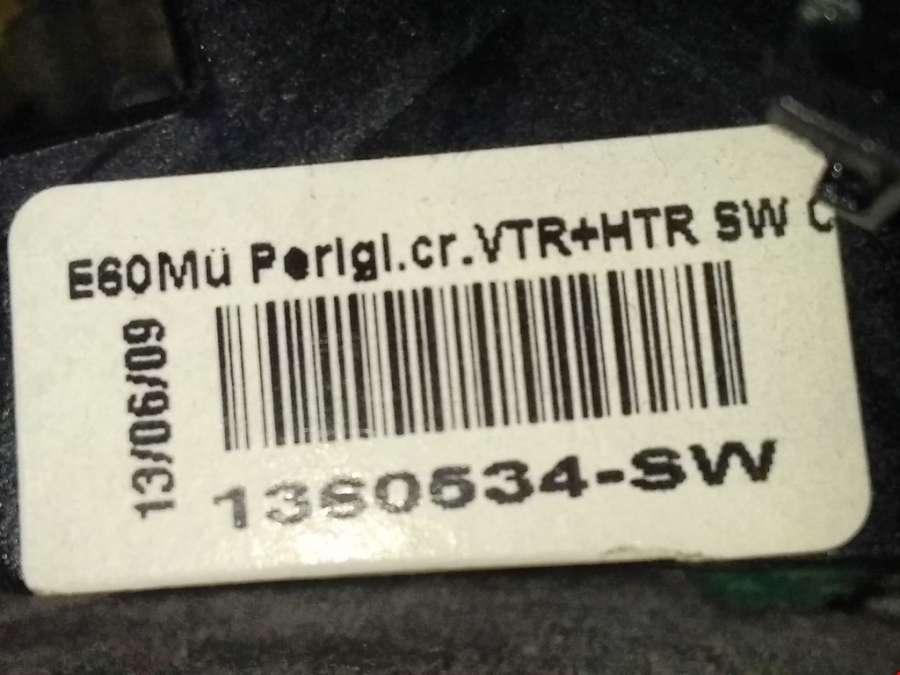 E60Mü Perlgl.cr.VTR+HTR SW C
13/06/09
1360534-SW